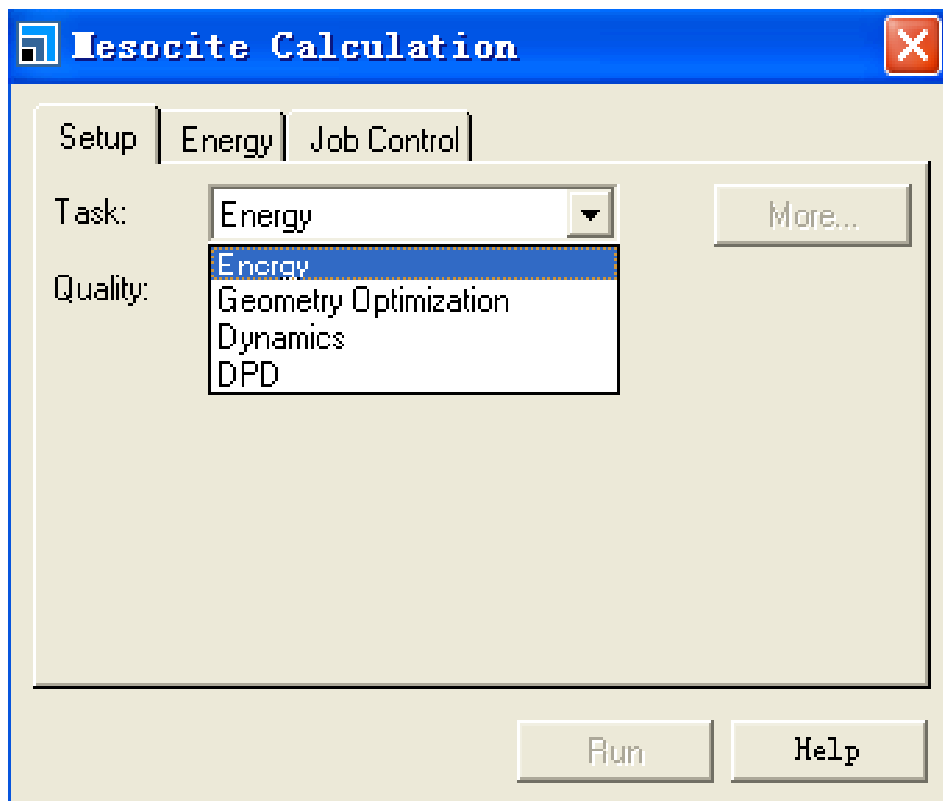 Mesocite Calculation
Setup Energy Job Control
Task: Energy More...
Energy
Quality:
Geometry Optimization
Dynamics
DPD
Run Help